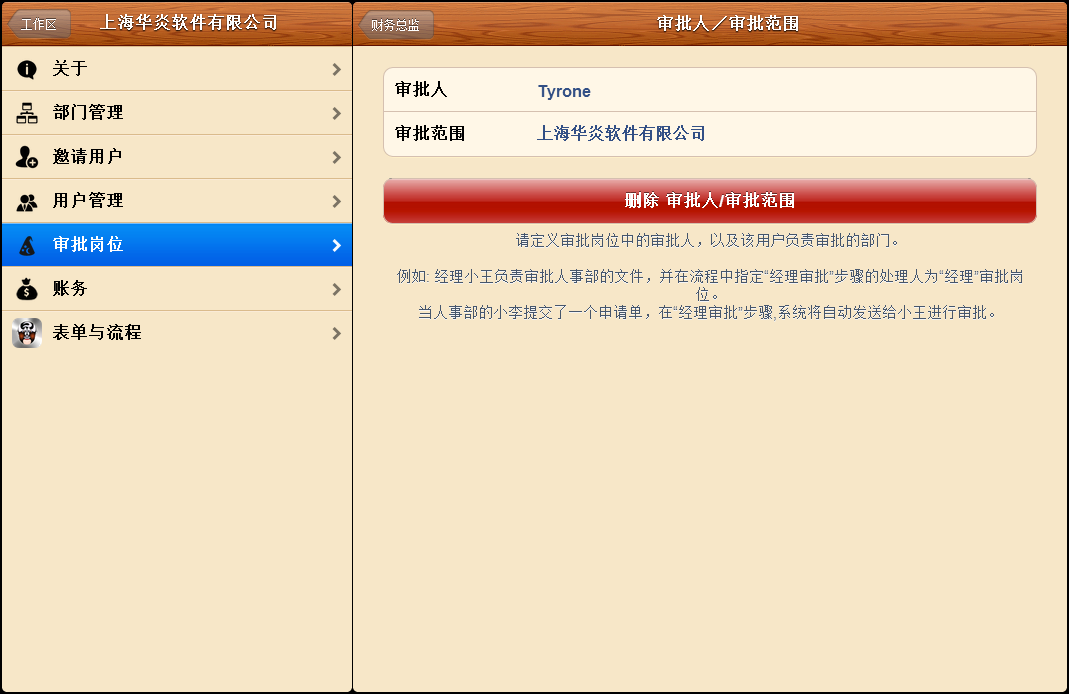 工作区
上海华炎软件有限公司
关于
部门管理
邀请用户
用户管理
审批岗位
账务
表单与流程
财务总监
审批人／审批范围
审批人 Tyrone
审批范围 上海华炎软件有限公司
删除 审批人/审批范围
请定义审批岗位中的审批人，以及该用户负责审批的部门。
例如: 经理小王负责审批人事部的文件，并在流程中指定“经理审批”步骤的处理人为“经理”审批岗
位。
当人事部的小李提交了一个申请单，在“经理审批”步骤,系统将自动发送给小王进行审批。